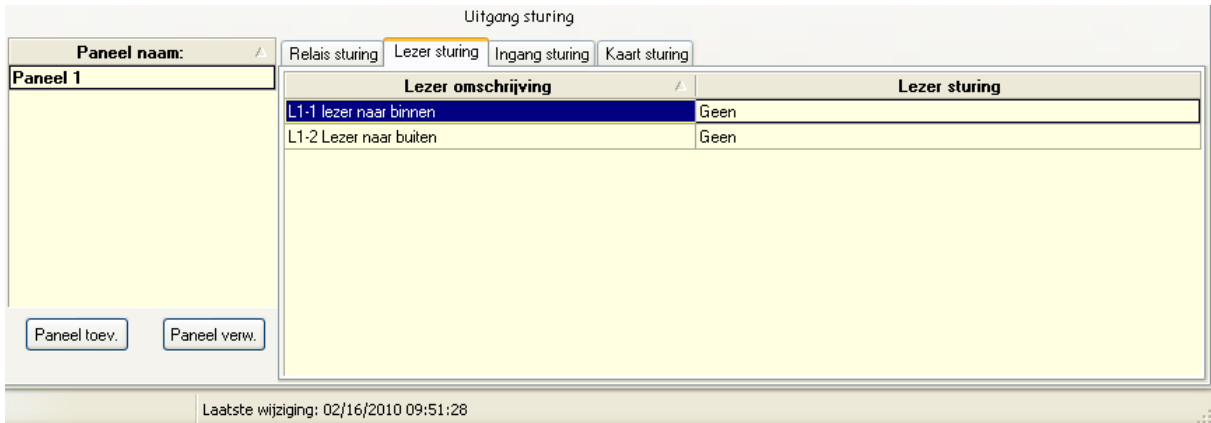 Uitgang sturing
Paneel naam:
Paneel 1
Paneel toev. Paneel verw.
Relais sturing Lezer sturing Ingang sturing Kaart sturing
Lezer omschrijving Lezer sturing
L1-1 lezer naar binnen Geen
L1-2 Lezer naar buiten Geen
Laatste wijziging: 02/16/2010 09:51:28